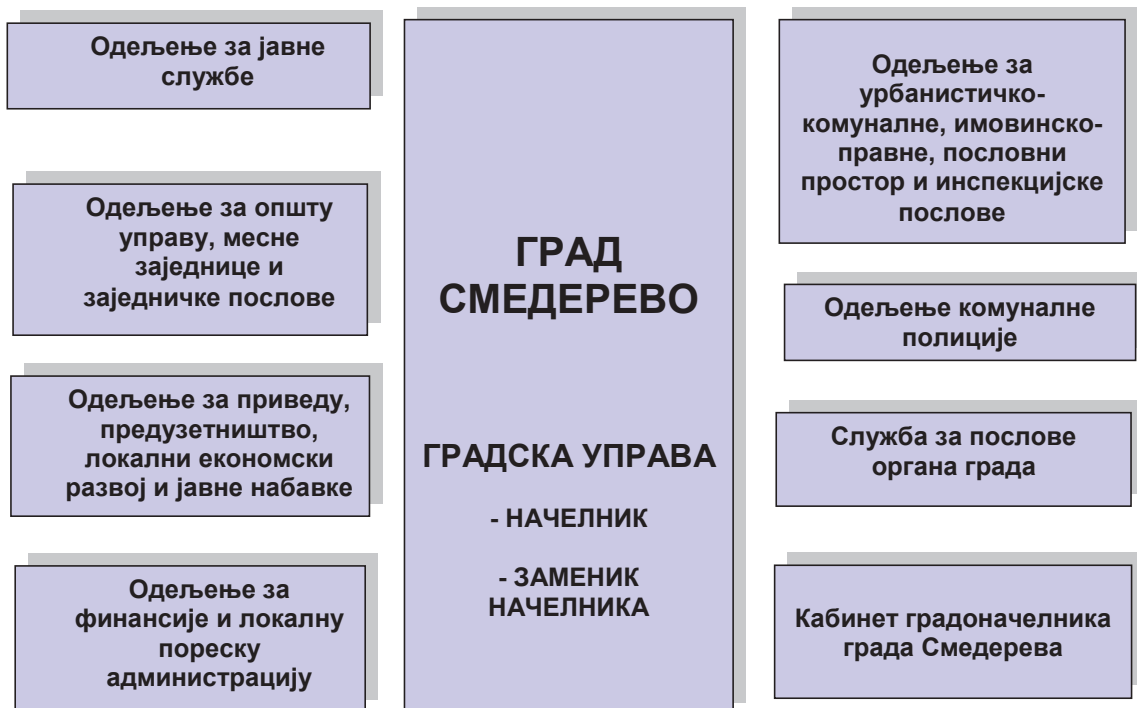 Одељење за јавне
службе
Одељење за општу
управу, месне
заједнице и
заједничке послове
Одељење за приведу,
предузетништво,
локални економски
развој и јавне набавке
Одељење за
финансије и локалну
пореску
администрацију
ГРАД
СМЕДЕРЕВО
ГРАДСКА УПРАВА
- НАЧЕЛНИК
- ЗАМЕНИК
НАЧЕЛНИКА
Одељење за
урбанистичко-
комуналне, имовинско-
правне, пословни
простор и инспекцијске
послове
Одељење комуналне
полиције
Служба за послове
органа града
Кабинет градоначелника
града Смедерева